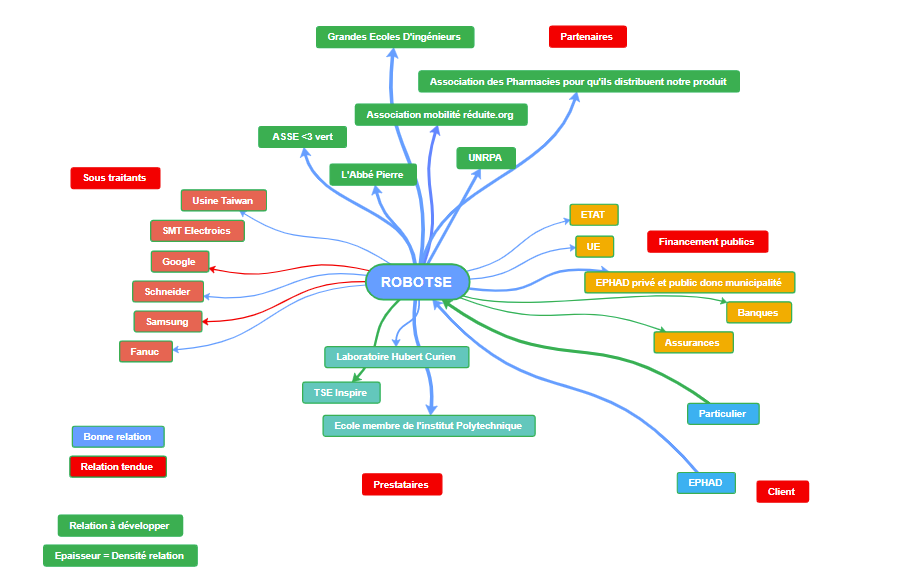 Grandes Ecoles D'ingénieurs
Partenaires
Association des Pharmacies pour qu'ils distribuent notre produit
Association mobilité réduite.org
ASSE <3 vert
UNRPA
L'Abbé Pierre
Sous traitants
Usine Taiwan
SMT Electroics
Google
Schneider
Samsung
Fanuc
ROBOTSE
ETAT
UE
Financement publics
EPHAD privé et public donc municipalité
Banques
Assurances
Laboratoire Hubert Curien
TSE Inspire
Ecole membre de l'institut Polytechnique
Particulier
EPHAD
Client
Prestataires
Bonne relation
Relation tendue
Relation à développer
Epaisseur = Densité relation